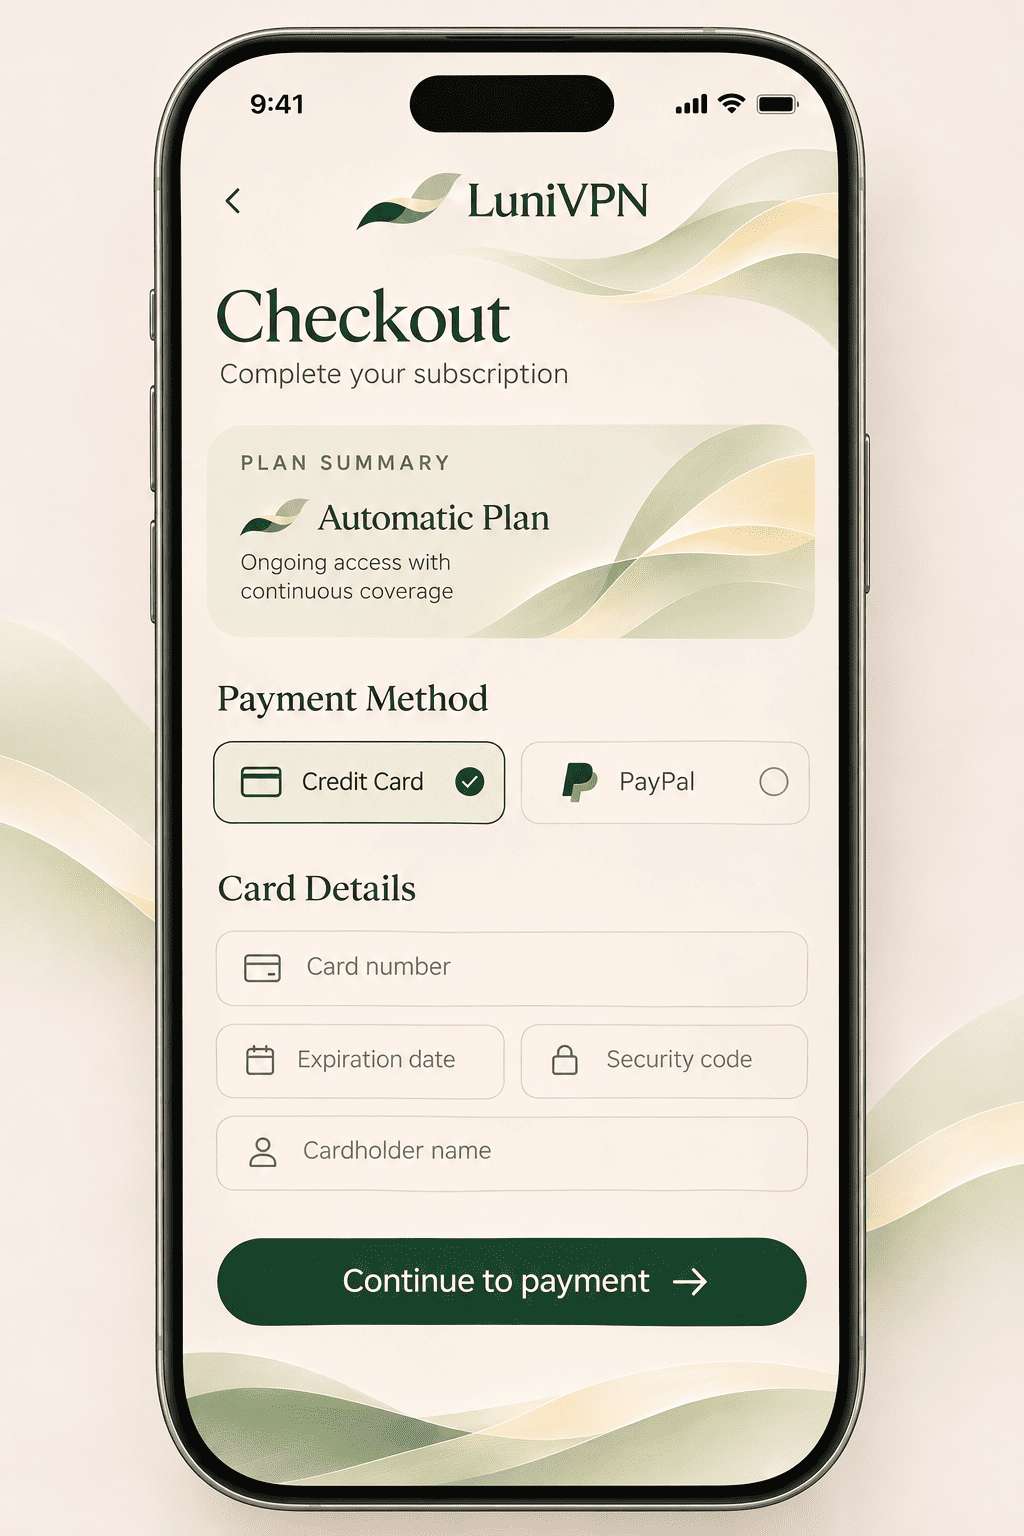 9:41
LuniVPN
Checkout
Complete your subscription
PLAN SUMMARY
Automatic Plan
Ongoing access with
continuous coverage
Payment Method
Credit Card
PayPal
Card Details
Card number
Expiration date
Security code
Cardholder name
Continue to payment